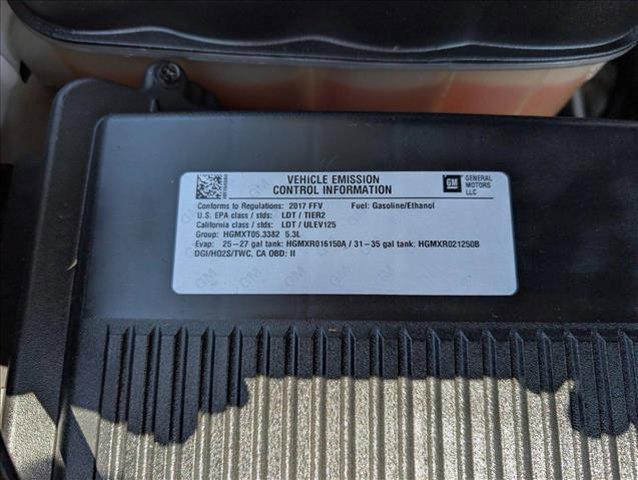 VEHICLE EMISSION
CONTROL INFORMATION
GM GENERAL
MOTORS
LLC
Conforms to Regulations: 2017 FFV Fuel: Gasoline/Ethanol
U.S. EPA class / stds: LDT / TIER2
California class / stds: LDT / ULEV125
Group: HGMXT05.3382 5.3L
Evap: 25-27 gal tank: HGMXR016150A / 31-35 gal tank: HGMXR021250B
DGI/HO2S/TWC, CA OBD: II